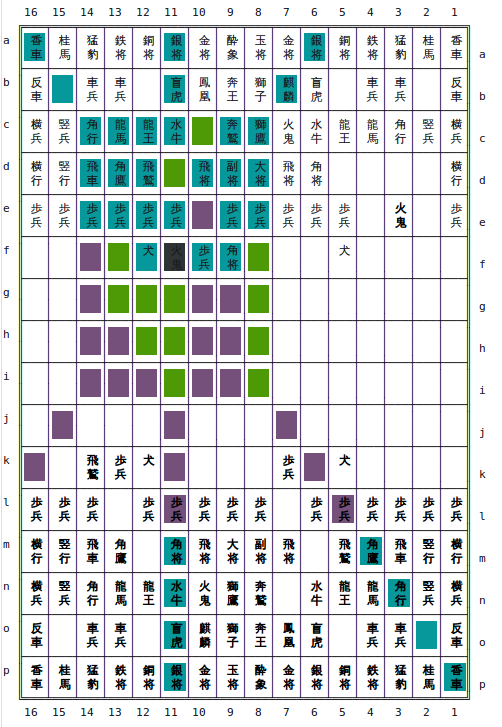 16 15 14 13 12 11 10 9 8 7 6 5 4 3 2 1
a 香車 桂馬 猛豹 鉄将 銅将 銀将 金将 酔象 玉将 金将 銀将 銅将 鉄将 猛豹 桂馬 香車 a
b 反車 車兵 車兵 盲虎 鳳凰 奔王 獅子 麒麟 盲虎 車兵 車兵 反車 b
c 横兵 竪兵 角行 龍馬 龍王 水牛 奔鷲 獅鷹 火鬼 水牛 龍王 龍馬 角行 竪兵 横兵 c
d 横行 竪行 飛車 角鷹 飛鷲 飛将 副将 大将 飛将 角将 横行 d
e 歩兵 歩兵 歩兵 歩兵 歩兵 歩兵 歩兵 歩兵 歩兵 歩兵 歩兵 火鬼 歩兵 e
f 犬 火鬼 歩兵 角将 犬 f
g g
h h
i i
j j
k 飛鷲 歩兵 犬 歩兵 犬 k
l 歩兵 歩兵 歩兵 歩兵 歩兵 歩兵 歩兵 歩兵 歩兵 歩兵 歩兵 歩兵 歩兵 歩兵 l
m 横行 竪行 飛車 角鷹 角将 飛将 大将 副将 飛将 飛鷲 角鷹 飛車 竪行 横行 m
n 横兵 竪兵 角行 龍馬 龍王 水牛 火鬼 獅鷹 奔鷲 水牛 龍王 龍馬 角行 竪兵 横兵 n
o 反車 車兵 車兵 盲虎 麒麟 獅子 奔王 鳳凰 盲虎 車兵 車兵 反車 o
p 香車 桂馬 猛豹 鉄将 銅将 銀将 金将 玉将 酔象 金将 銀将 銅将 鉄将 猛豹 桂馬 香車 p
16 15 14 13 12 11 10 9 8 7 6 5 4 3 2 1